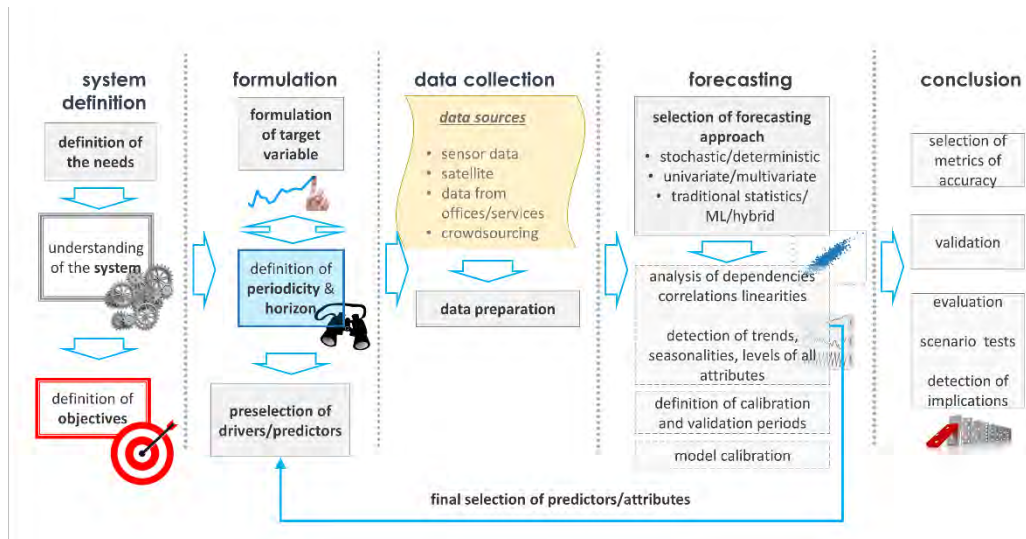 system
definition
definition of
the needs
understanding
of the system
definition of
objectives
formulation
formulation
of target
variable
definition of
periodicity &
horizon
preselection of
drivers/predictors
data collection
data sources
• sensor data
• satellite
• data from
offices/services
• crowdsourcing
data preparation
forecasting
selection of forecasting
approach
• stochastic/deterministic
• univariate/multivariate
• traditional statistics/
ML/hybrid
analysis of dependencies
correlations linearities
detection of trends,
seasonalities, levels of all
attributes
definition of calibration
and validation periods
model calibration
conclusion
selection of
metrics of
accuracy
validation
evaluation
scenario tests
detection of
implications
final selection of predictors/attributes